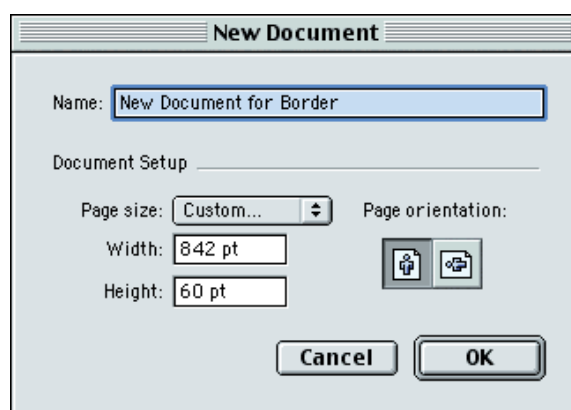 New Document
Name: New Document for Border
Document Setup
Page size: Custom... Page orientation:
Width: 842 pt
Height: 60 pt
Cancel OK